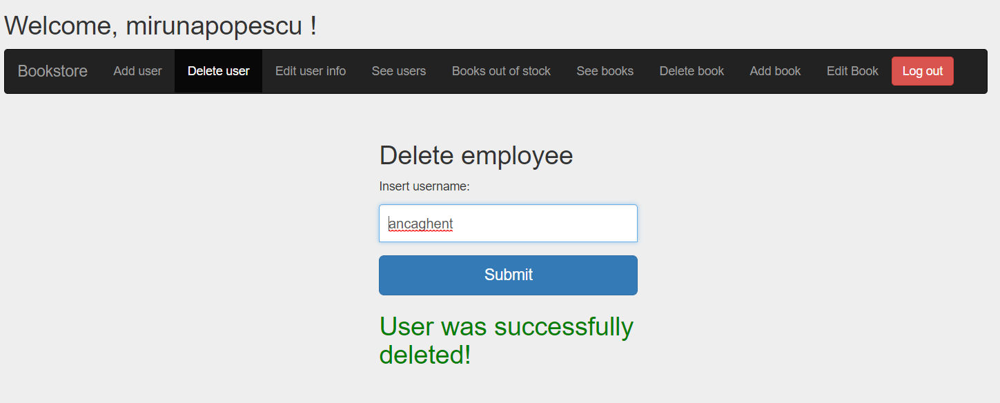 Welcome, mirunapopescu !
Bookstore Add user Delete user Edit user info See users Books out of stock See books Delete book Add book Edit Book Log out
Delete employee
Insert username:
ancaghent
Submit
User was successfully
deleted!